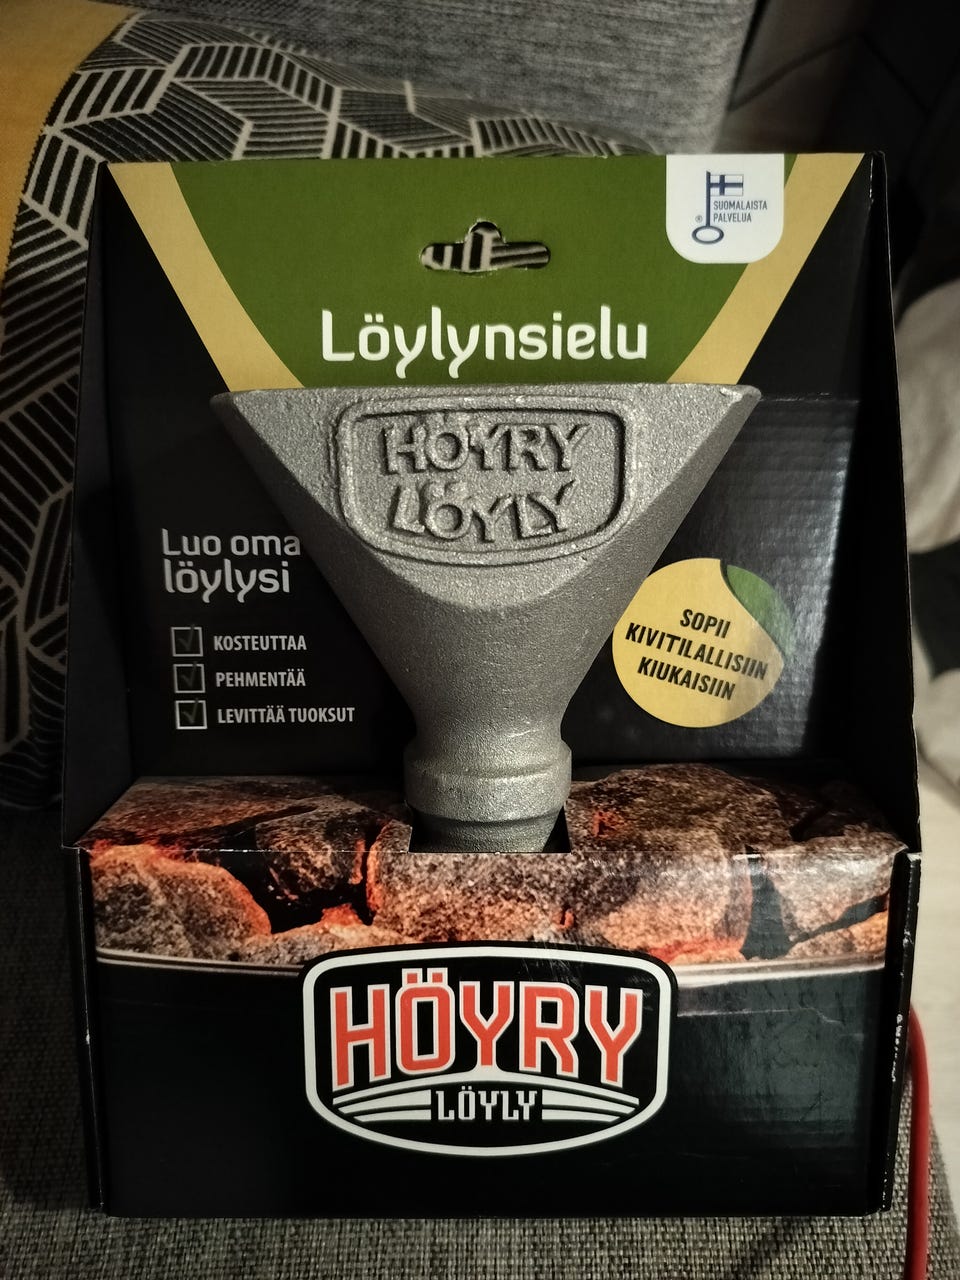 SUOMALAISTA
PALVELUA
®
Löylynsielu
HÖYRY
LÖYLY
Luo oma
löylysi
KOSTEUTTAA
PEHMENTÄÄ
LEVITTÄÄ TUOKSUT
SOPII
KIVITILALLISIIN
KIUKAISIIN
HÖYRY
LÖYLY